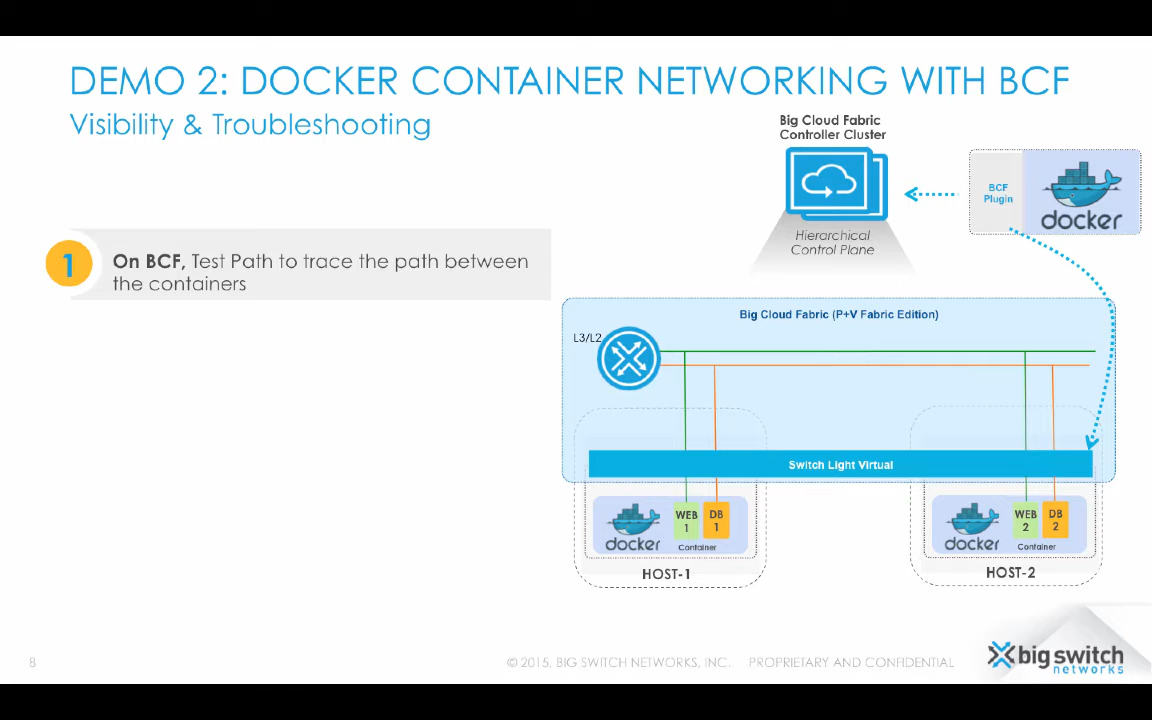 DEMO 2: DOCKER CONTAINER NETWORKING WITH BCF
Visibility & Troubleshooting
Big Cloud Fabric
Controller Cluster
BCF
Plugin
docker
Hierarchical
Control Plane
1
On BCF, Test Path to trace the path between
the containers
Big Cloud Fabric (P+V Fabric Edition)
L3/L2
Switch Light Virtual
docker
WEB
1
DB
1
Container
HOST-1
docker
WEB
2
DB
2
Container
HOST-2
8
© 2015, BIG SWITCH NETWORKS, INC. PROPRIETARY AND CONFIDENTIAL
big switch
networks